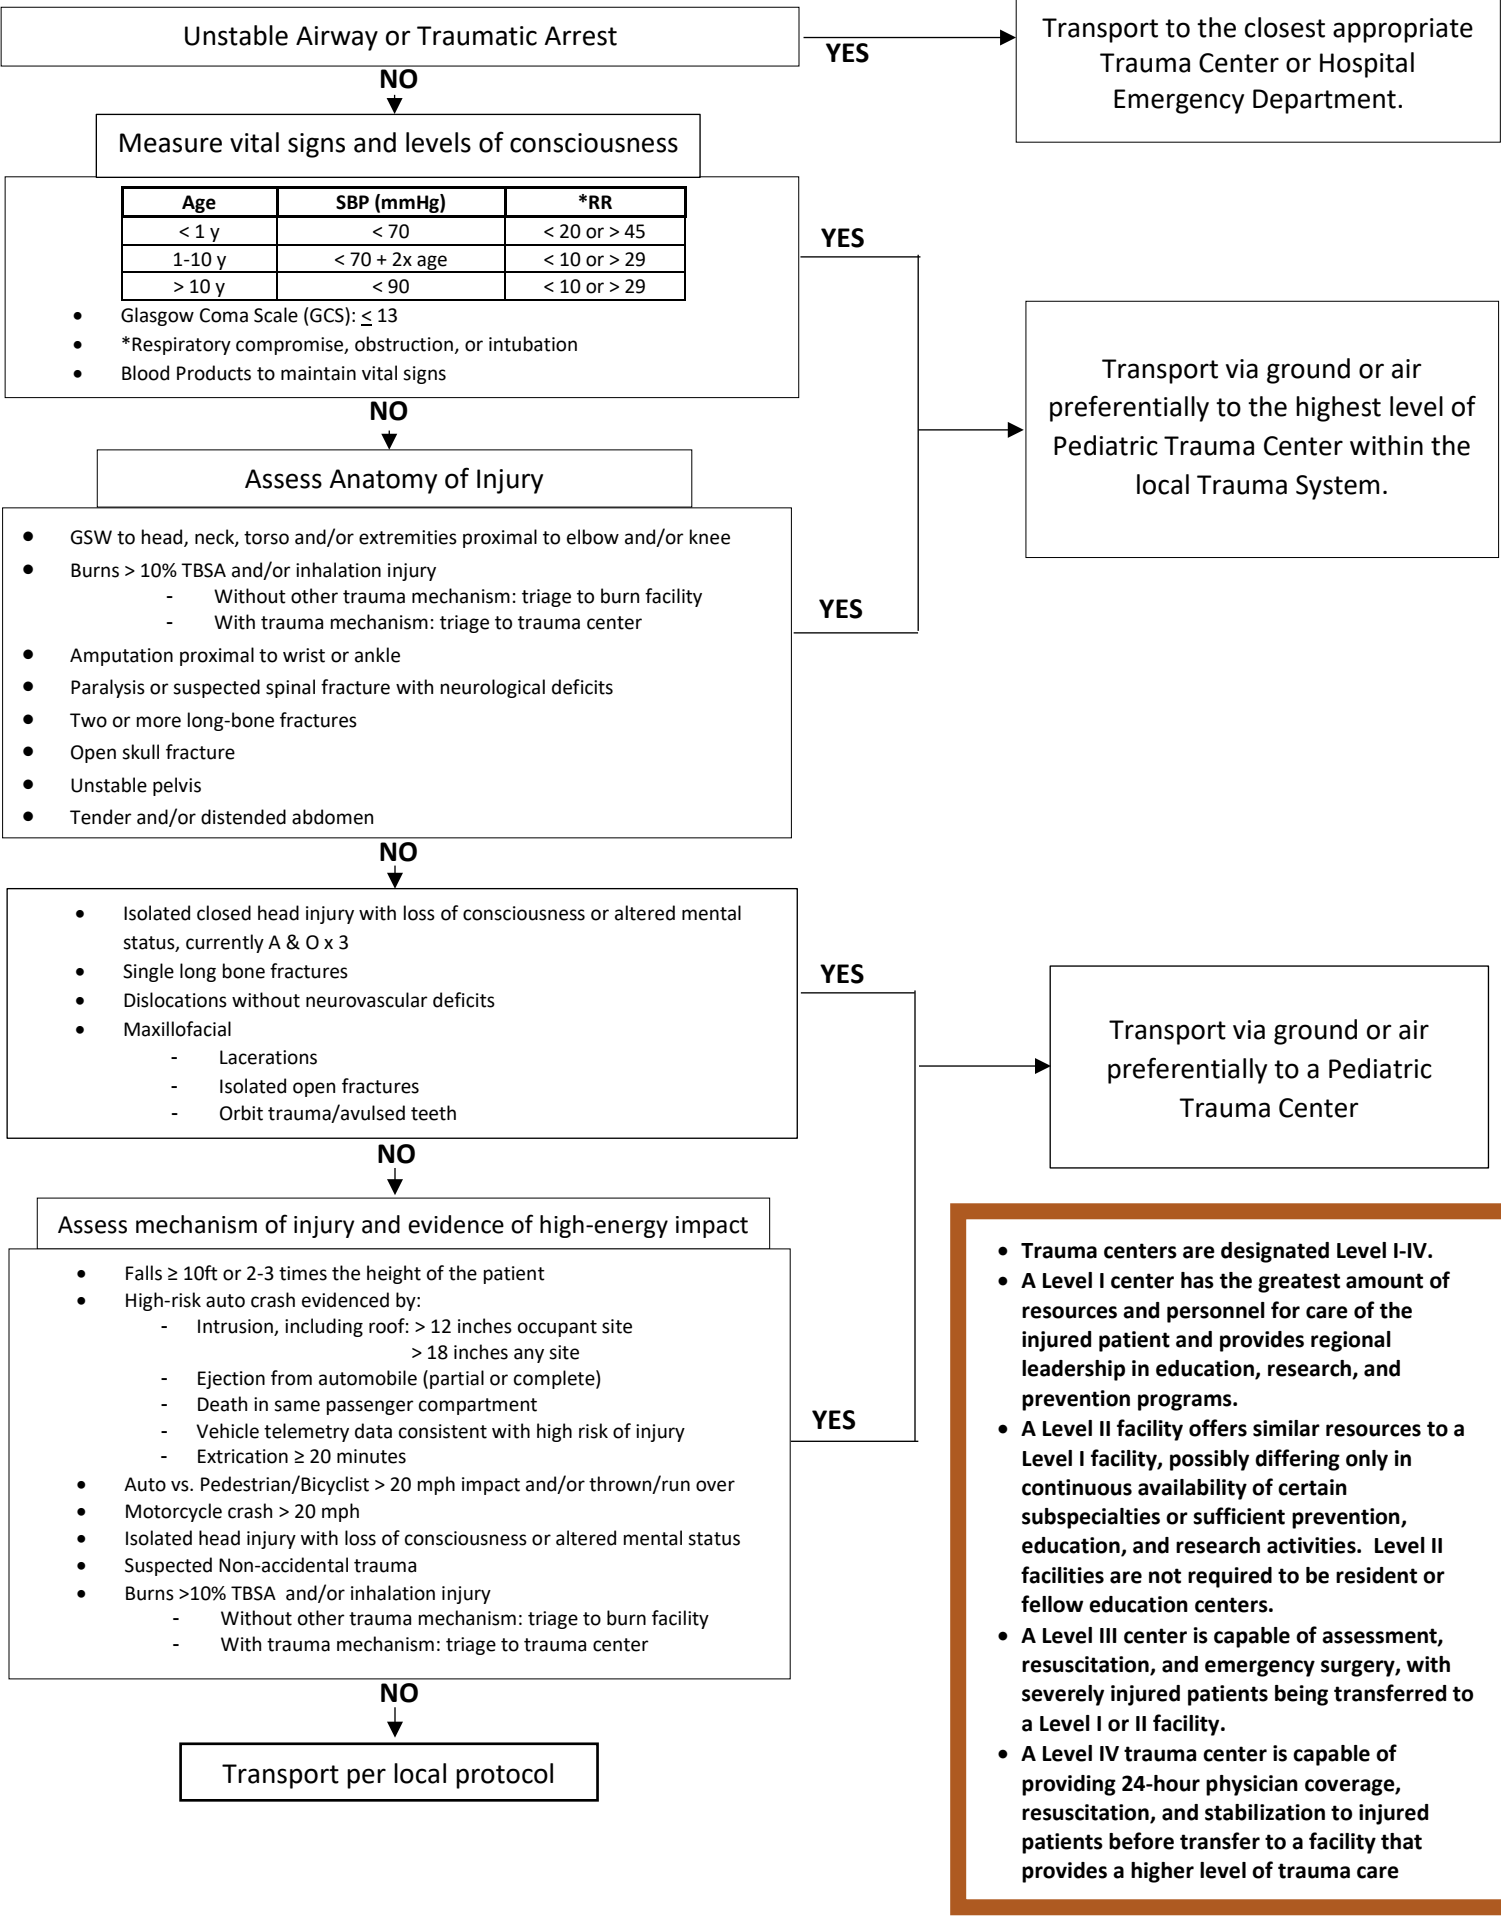 Unstable Airway or Traumatic Arrest
YES
Transport to the closest appropriate
Trauma Center or Hospital
Emergency Department.
NO
Measure vital signs and levels of consciousness
Age SBP (mmHg) *RR
< 1 y < 70 < 20 or > 45
1-10 y < 70 + 2x age < 10 or > 29
> 10 y < 90 < 10 or > 29
• Glasgow Coma Scale (GCS): < 13
• *Respiratory compromise, obstruction, or intubation
• Blood Products to maintain vital signs
YES
Transport via ground or air
preferentially to the highest level of
Pediatric Trauma Center within the
local Trauma System.
NO
Assess Anatomy of Injury
• GSW to head, neck, torso and/or extremities proximal to elbow and/or knee
• Burns > 10% TBSA and/or inhalation injury
- Without other trauma mechanism: triage to burn facility
- With trauma mechanism: triage to trauma center
• Amputation proximal to wrist or ankle
• Paralysis or suspected spinal fracture with neurological deficits
• Two or more long-bone fractures
• Open skull fracture
• Unstable pelvis
• Tender and/or distended abdomen
YES
NO
• Isolated closed head injury with loss of consciousness or altered mental
status, currently A & O x 3
• Single long bone fractures
• Dislocations without neurovascular deficits
• Maxillofacial
- Lacerations
- Isolated open fractures
- Orbit trauma/avulsed teeth
YES
Transport via ground or air
preferentially to a Pediatric
Trauma Center
NO
Assess mechanism of injury and evidence of high-energy impact
• Falls ≥ 10ft or 2-3 times the height of the patient
• High-risk auto crash evidenced by:
- Intrusion, including roof: > 12 inches occupant site
> 18 inches any site
- Ejection from automobile (partial or complete)
- Death in same passenger compartment
- Vehicle telemetry data consistent with high risk of injury
- Extrication ≥ 20 minutes
• Auto vs. Pedestrian/Bicyclist > 20 mph impact and/or thrown/run over
• Motorcycle crash > 20 mph
• Isolated head injury with loss of consciousness or altered mental status
• Suspected Non-accidental trauma
• Burns >10% TBSA and/or inhalation injury
- Without other trauma mechanism: triage to burn facility
- With trauma mechanism: triage to trauma center
YES
NO
Transport per local protocol
• Trauma centers are designated Level I-IV.
• A Level I center has the greatest amount of
resources and personnel for care of the
injured patient and provides regional
leadership in education, research, and
prevention programs.
• A Level II facility offers similar resources to a
Level I facility, possibly differing only in
continuous availability of certain
subspecialties or sufficient prevention,
education, and research activities. Level II
facilities are not required to be resident or
fellow education centers.
• A Level III center is capable of assessment,
resuscitation, and emergency surgery, with
severely injured patients being transferred to
a Level I or II facility.
• A Level IV trauma center is capable of
providing 24-hour physician coverage,
resuscitation, and stabilization to injured
patients before transfer to a facility that
provides a higher level of trauma care